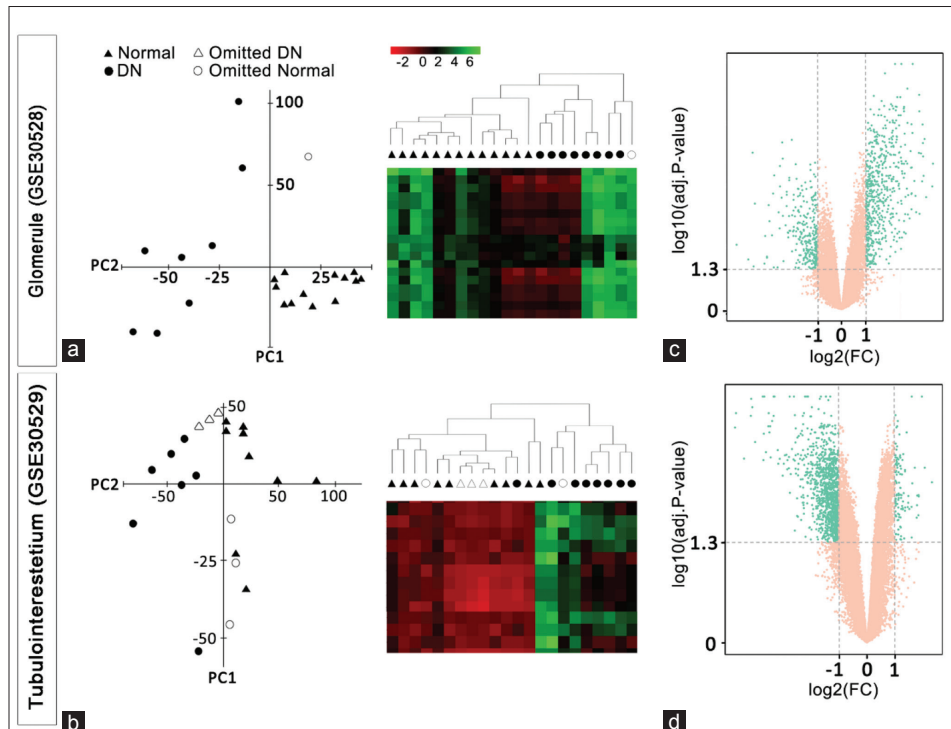 Glomerule (GSE30528)
▲ Normal △ Omitted DN
● DN ○ Omitted Normal
100
50
PC2
-50
-25
25
PC1
a
-2 0 2 4 6
log10(adj.P-value)
1.3
0
-1 0 1
log2(FC)
c
Tubulointerestetium (GSE30529)
50
PC2
-50
50
100
-25
-50
PC1
b
log10(adj.P-value)
1.3
0
-1 0 1
log2(FC)
d